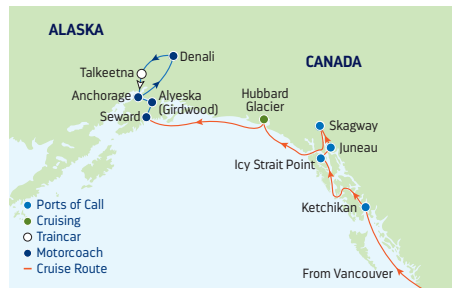 ALASKA
Denali
CANADA
Talkeetna
Hubbard
Glacier
Anchorage
Alyeska
(Girdwood)
Seward
Skagway
Juneau
Icy Strait Point
Ketchikan
Ports of Call
Cruising
Traincar
Motorcoach
Cruise Route
From Vancouver